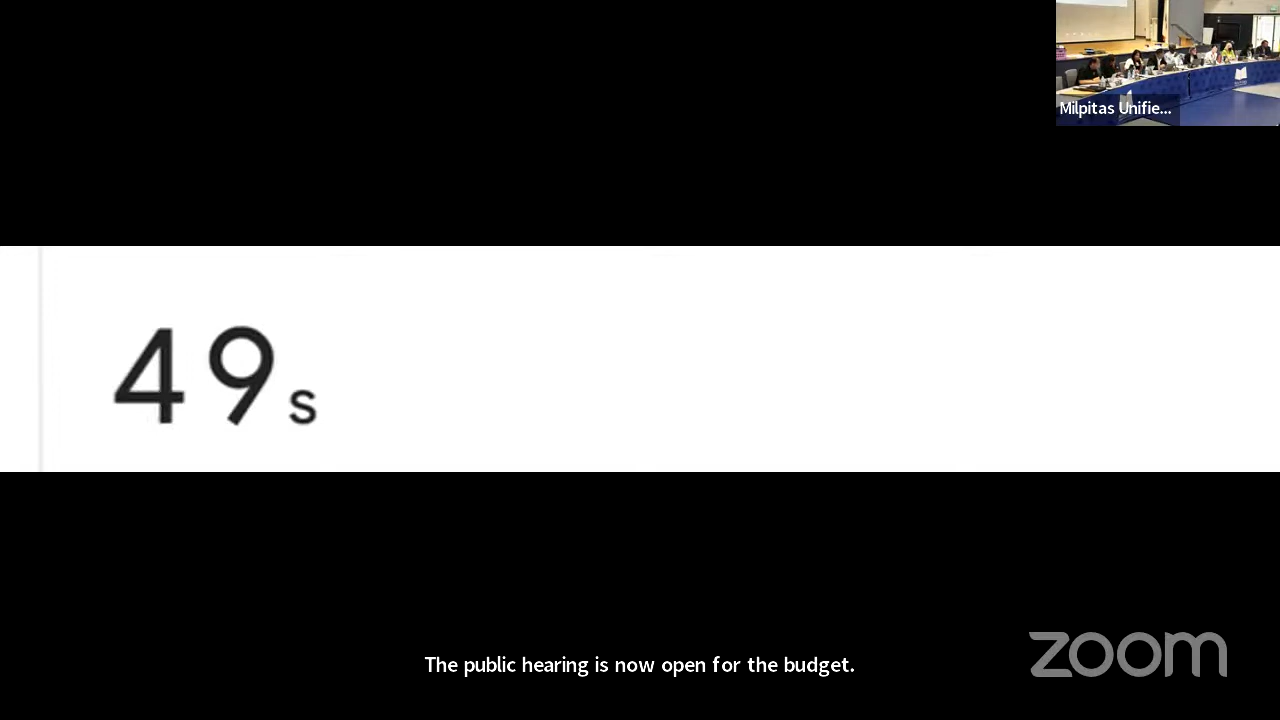 Milpitas Unifie...
49s
The public hearing is now open for the budget.
zoom